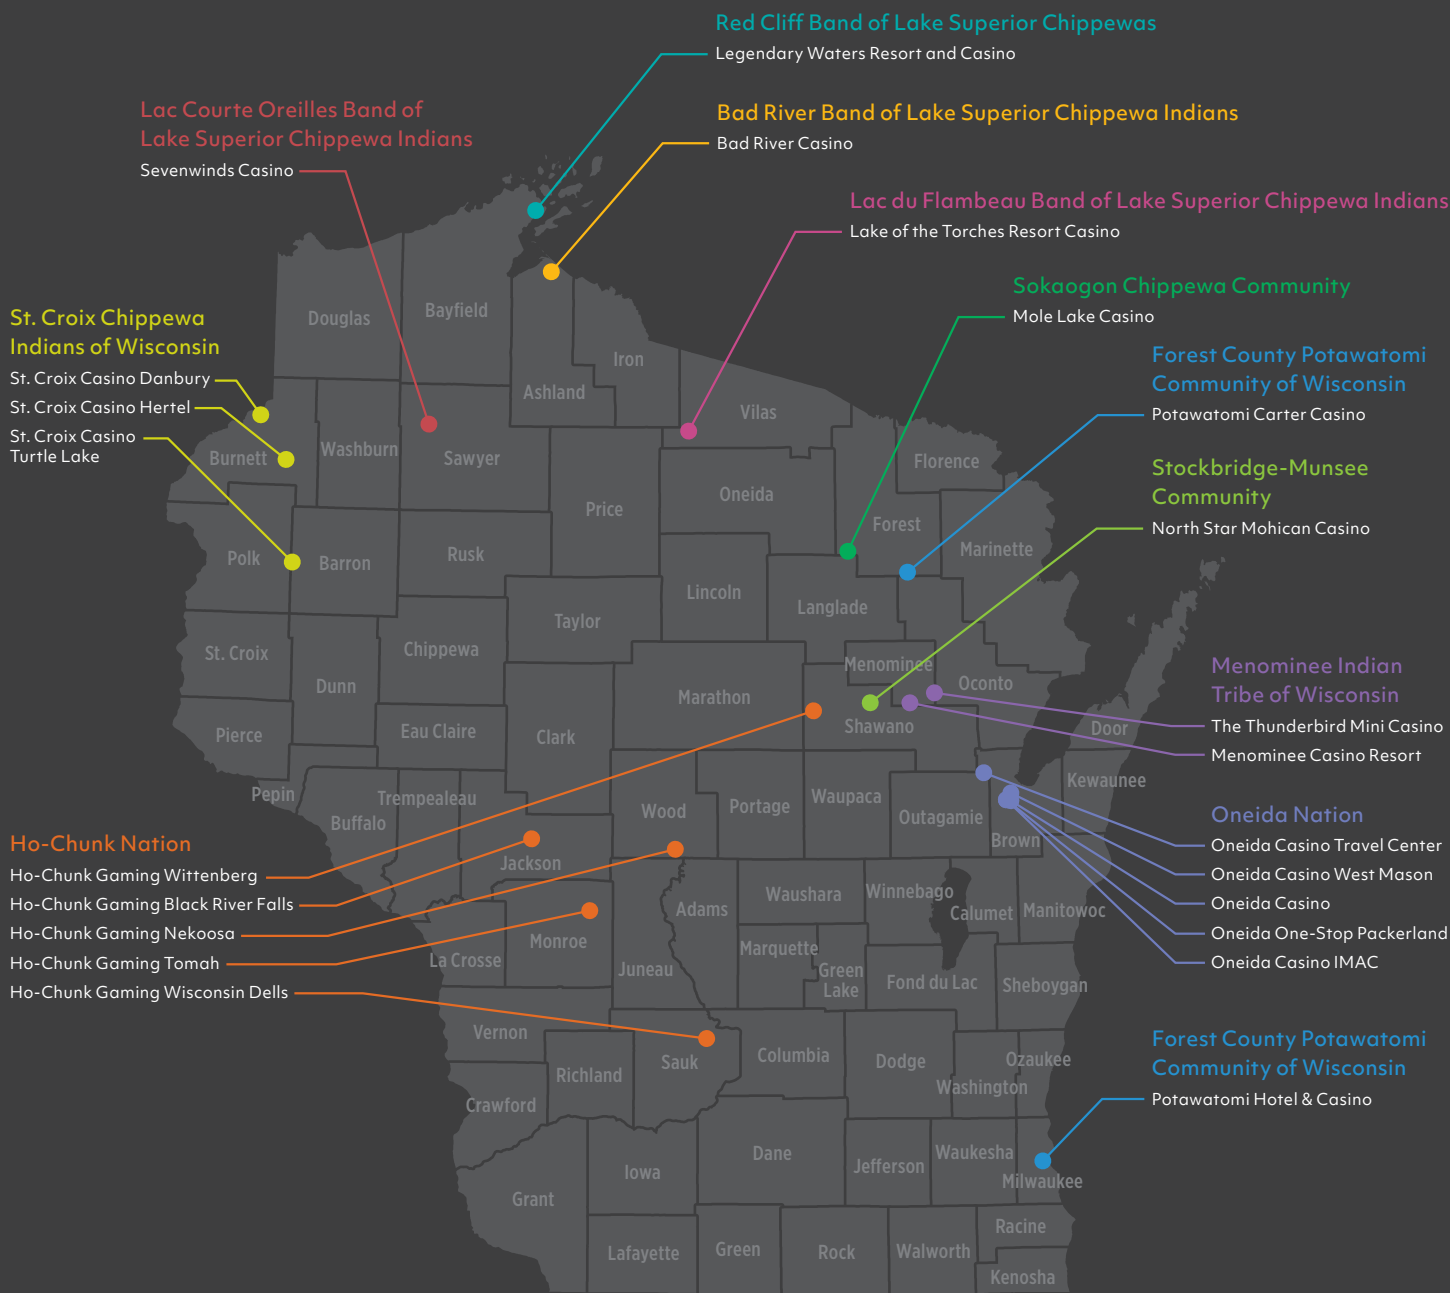 Red Cliff Band of Lake Superior Chippewas
Legendary Waters Resort and Casino
Lac Courte Oreilles Band of
Lake Superior Chippewa Indians
Sevenwinds Casino
Bad River Band of Lake Superior Chippewa Indians
Bad River Casino
Lac du Flambeau Band of Lake Superior Chippewa Indians
Lake of the Torches Resort Casino
Sokaogon Chippewa Community
Mole Lake Casino
St. Croix Chippewa
Indians of Wisconsin
St. Croix Casino Danbury
St. Croix Casino Hertel
St. Croix Casino
Turtle Lake
Forest County Potawatomi
Community of Wisconsin
Potawatomi Carter Casino
Stockbridge-Munsee
Community
North Star Mohican Casino
Menominee Indian
Tribe of Wisconsin
The Thunderbird Mini Casino
Menominee Casino Resort
Oneida Nation
Oneida Casino Travel Center
Oneida Casino West Mason
Oneida Casino
Oneida One-Stop Packerland
Oneida Casino IMAC
Ho-Chunk Nation
Ho-Chunk Gaming Wittenberg
Ho-Chunk Gaming Black River Falls
Ho-Chunk Gaming Nekoosa
Ho-Chunk Gaming Tomah
Ho-Chunk Gaming Wisconsin Dells
Forest County Potawatomi
Community of Wisconsin
Potawatomi Hotel & Casino
Douglas
Bayfield
Iron
Ashland
Vilas
Burnett
Washburn
Sawyer
Florence
Oneida
Price
Forest
Marinette
Polk
Barron
Rusk
Lincoln
Langlade
Taylor
St. Croix
Chippewa
Menominee
Dunn
Marathon
Oconto
Pierce
Eau Claire
Clark
Shawano
Door
Pepin
Trempealeau
Buffalo
Wood
Portage
Waupaca
Outagamie
Kewaunee
Brown
Jackson
Adams
Waushara
Winnebago
Calumet
Manitowoc
Monroe
La Crosse
Juneau
Marquette
Green
Lake
Fond du Lac
Sheboygan
Vernon
Richland
Sauk
Columbia
Dodge
Ozaukee
Washington
Crawford
Iowa
Dane
Jefferson
Waukesha
Milwaukee
Grant
Racine
Lafayette
Green
Rock
Walworth
Kenosha